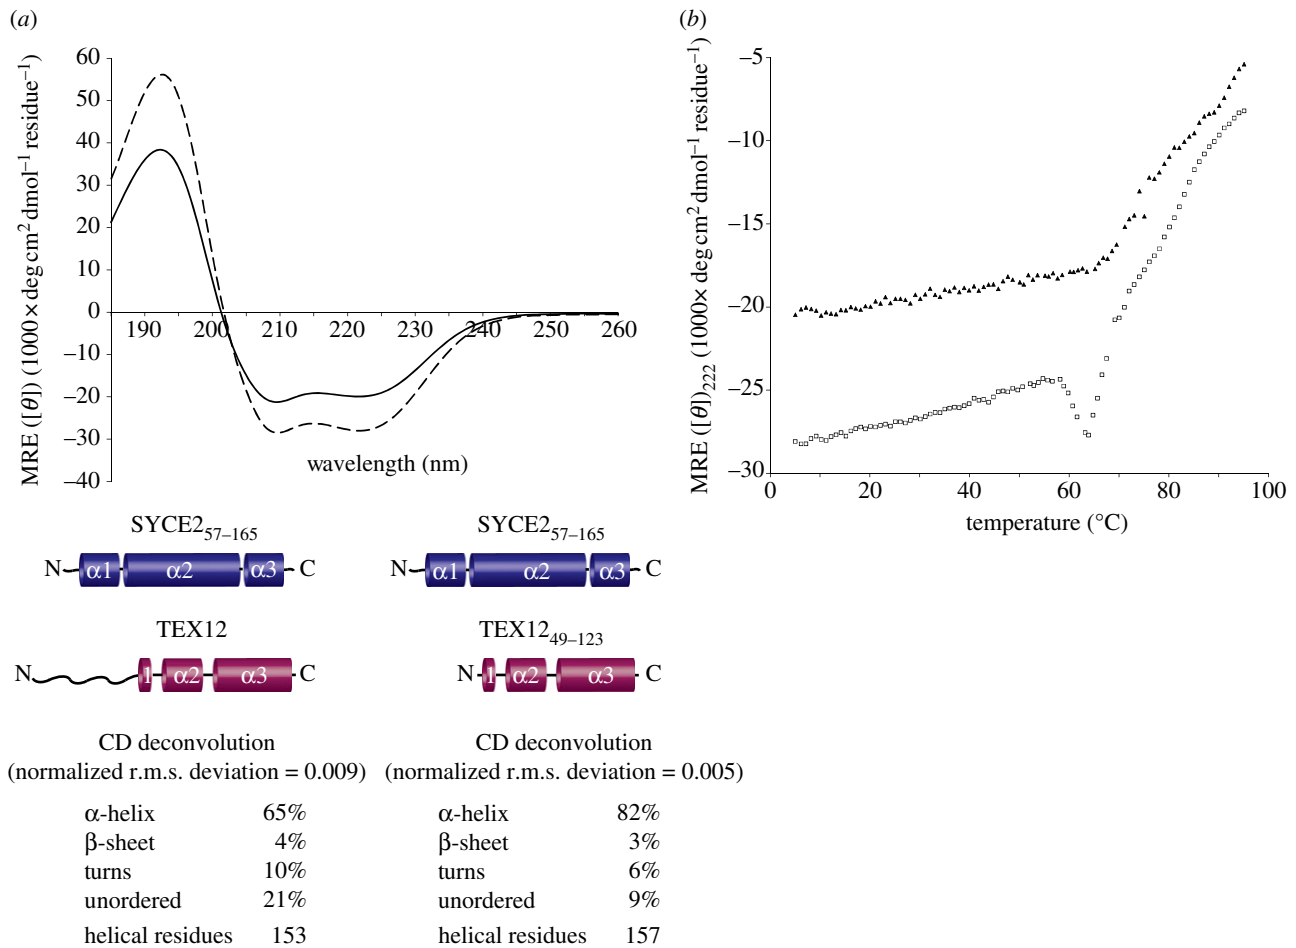 (a)
MRE ([θ]) (1000× deg cm² dmol⁻¹ residue⁻¹)
60
50
40
30
20
10
0
–10
–20
–30
–40
190 200 210 220 230 240 250 260
wavelength (nm)
(b)
MRE ([θ])₂₂₂ (1000× deg cm² dmol⁻¹ residue⁻¹)
–5
–10
–15
–20
–25
–30
0 20 40 60 80 100
temperature (°C)
SYCE2₅₇₋₁₆₅
N α1 α2 α3 C
TEX12
N 1 α2 α3 C
CD deconvolution
(normalized r.m.s. deviation = 0.009)
α-helix 65%
β-sheet 4%
turns 10%
unordered 21%
helical residues 153
SYCE2₅₇₋₁₆₅
N α1 α2 α3 C
TEX12₄₉₋₁₂₃
N 1 α2 α3 C
CD deconvolution
(normalized r.m.s. deviation = 0.005)
α-helix 82%
β-sheet 3%
turns 6%
unordered 9%
helical residues 157